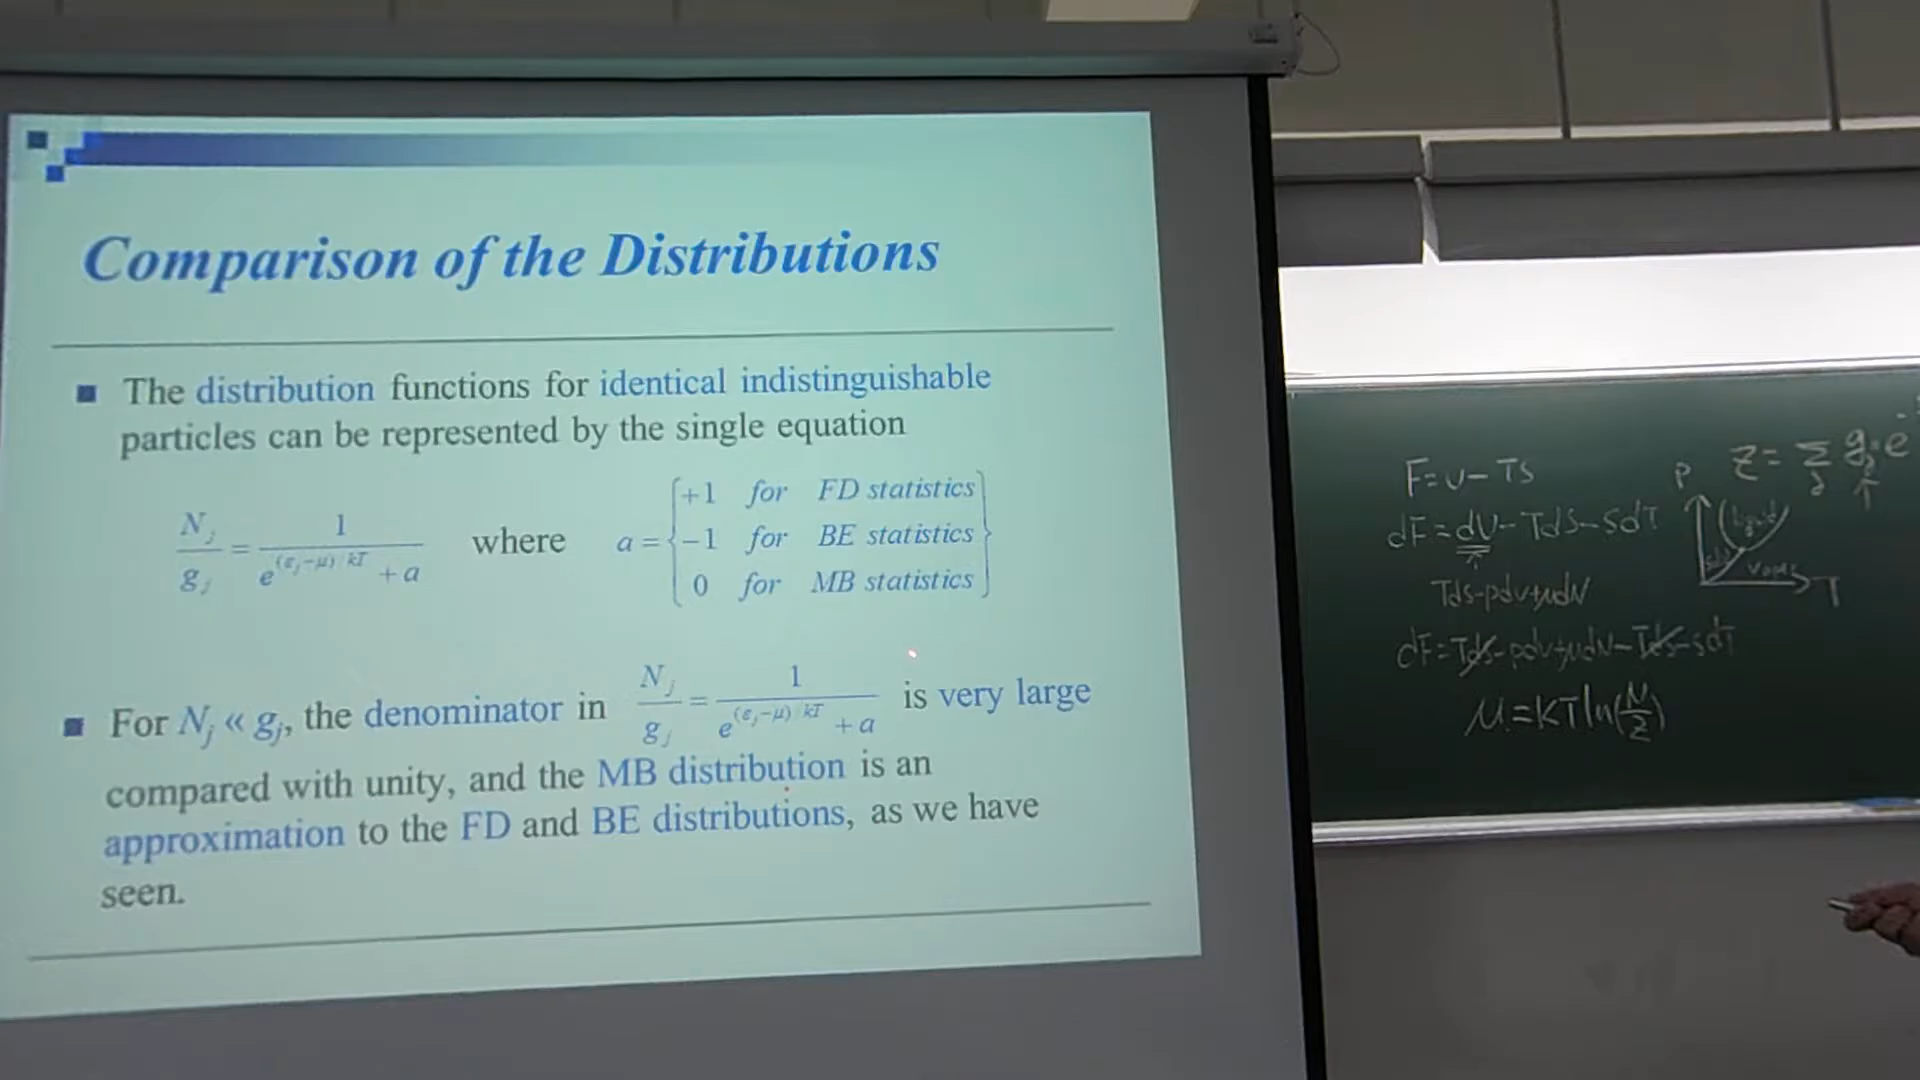 Comparison of the Distributions
The distribution functions for identical indistinguishable
particles can be represented by the single equation
N_j/g_j = 1/(e^{(ε_j−μ)/kT} + a) where a = { +1 for FD statistics
−1 for BE statistics
0 for MB statistics }
For N_j « g_j, the denominator in N_j/g_j = 1/(e^{(ε_j−μ)/kT} + a) is very large
compared with unity, and the MB distribution is an
approximation to the FD and BE distributions, as we have
seen.
F=U-TS
dF=dU-TdS-SdT
TdS-pdV+μdN
dF=TdS-pdV+μdN-TdS-SdT
μ=kTln(N/Z)
P
liquid
T
Z=Σ_j g_j e